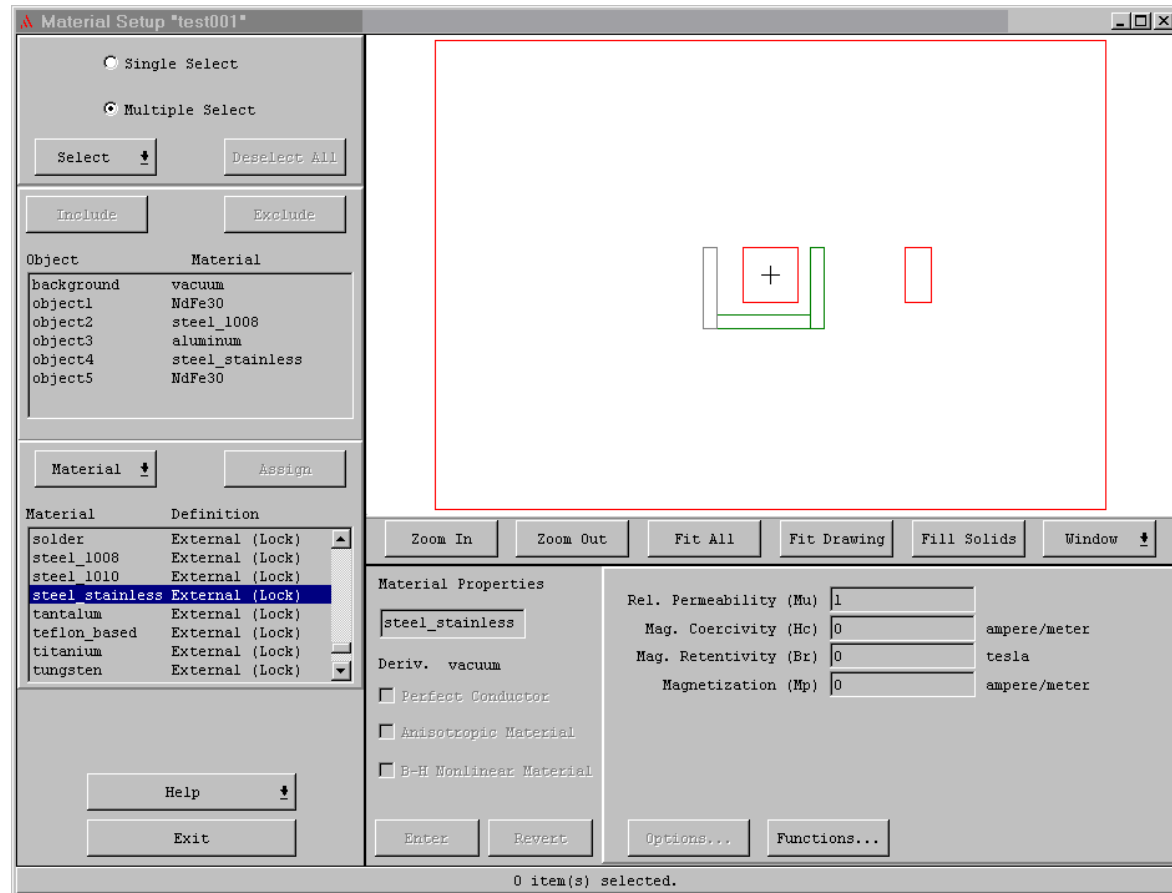 Material Setup "test001"
Single Select
Multiple Select
Select
Deselect All
Include
Exclude
Object Material
background vacuum
object1 NdFe30
object2 steel_1008
object3 aluminum
object4 steel_stainless
object5 NdFe30
Material
Assign
Material Definition
solder External (Lock)
steel_1008 External (Lock)
steel_1010 External (Lock)
steel_stainless External (Lock)
tantalum External (Lock)
teflon_based External (Lock)
titanium External (Lock)
tungsten External (Lock)
Help
Exit
Zoom In
Zoom Out
Fit All
Fit Drawing
Fill Solids
Window
Material Properties
steel_stainless
Deriv. vacuum
Perfect Conductor
Anisotropic Material
B-H Nonlinear Material
Enter
Revert
Rel. Permeability (Mu) 1
Mag. Coercivity (Hc) 0 ampere/meter
Mag. Retentivity (Br) 0 tesla
Magnetization (Mp) 0 ampere/meter
Options...
Functions...
0 item(s) selected.